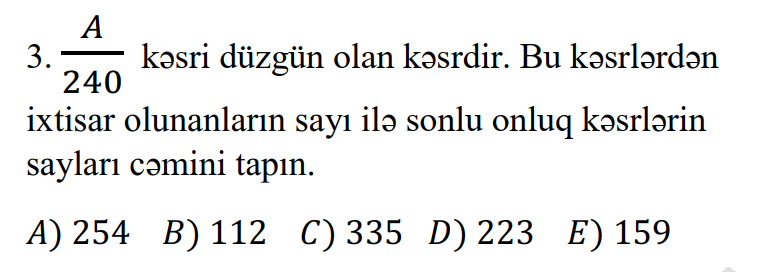 3. A/240 kəsri düzgün olan kəsrdir. Bu kəsrlərdən
ixtisar olunanların sayı ilə sonlu onluq kəsrlərin
sayları cəmini tapın.
A) 254 B) 112 C) 335 D) 223 E) 159